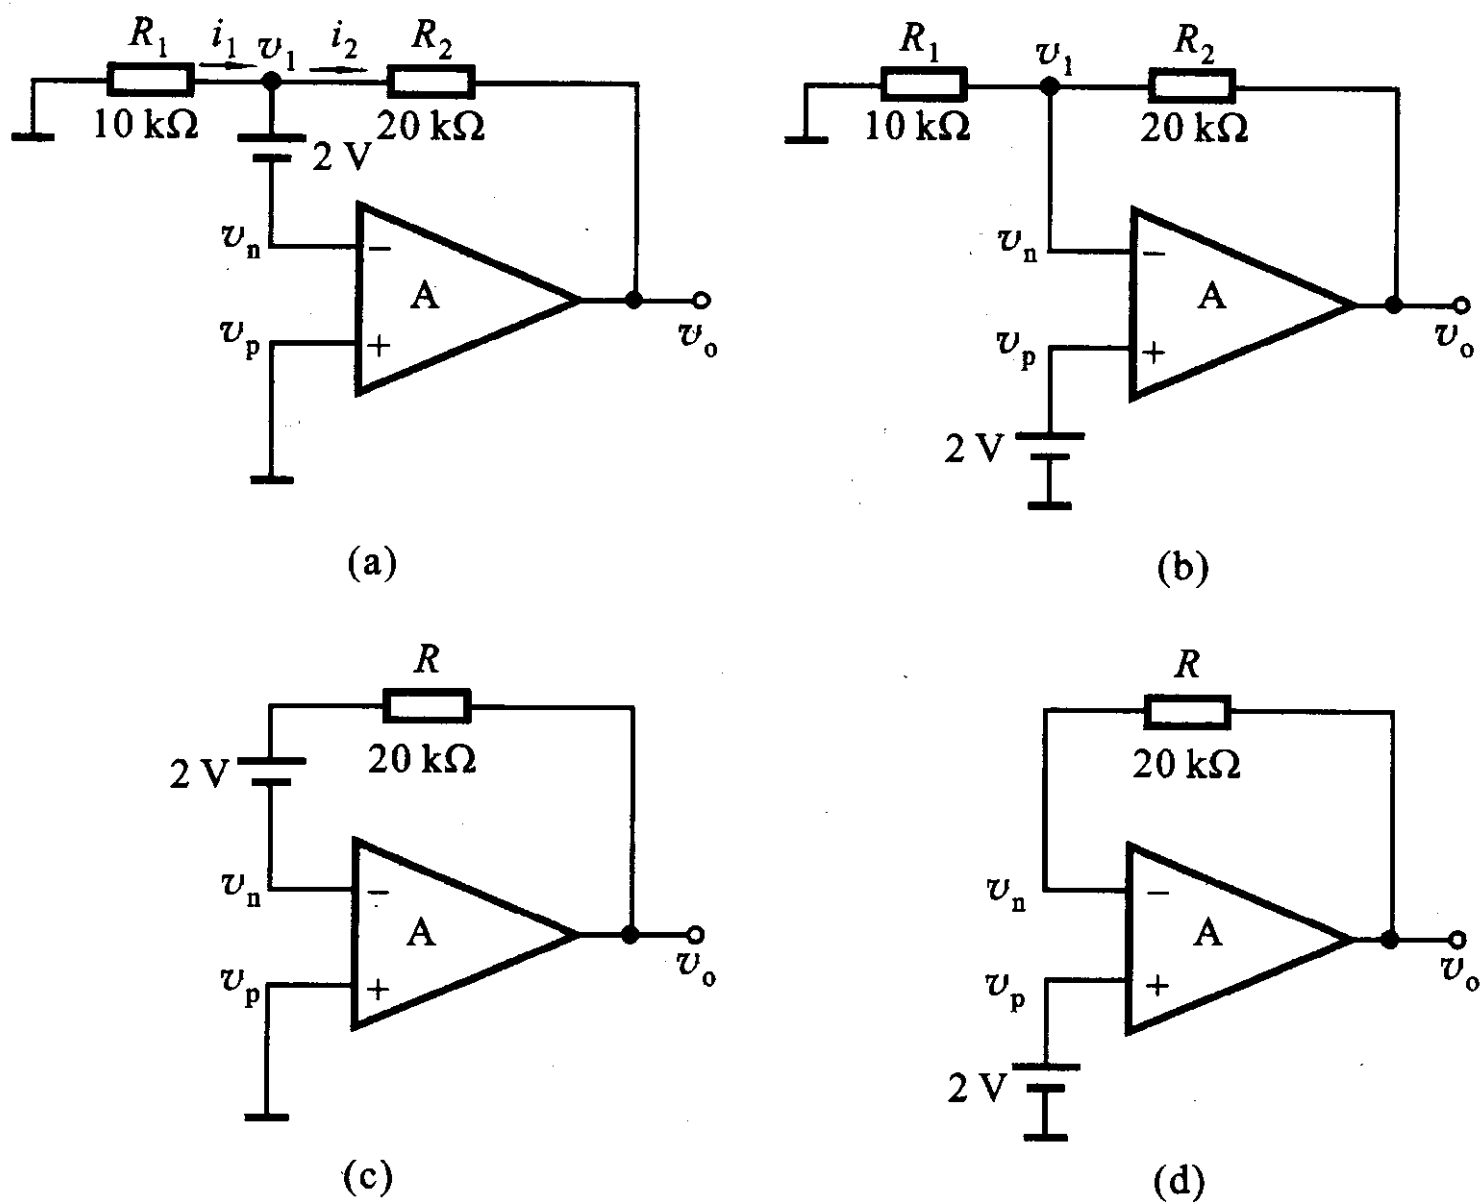 R₁ i₁ v₁ i₂ R₂
10 kΩ 2 V 20 kΩ
vₙ −
A
vₚ +
vₒ
(a)
R₁ v₁ R₂
10 kΩ 20 kΩ
vₙ −
A
vₚ +
vₒ
2 V
(b)
R
2 V 20 kΩ
vₙ −
A
vₚ +
vₒ
(c)
R
20 kΩ
vₙ −
A
vₚ +
vₒ
2 V
(d)